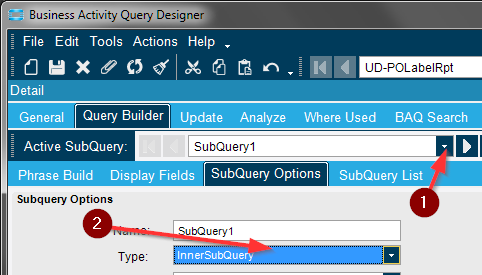 Business Activity Query Designer
File Edit Tools Actions Help
UD-POLabelRpt
Detail
General Query Builder Update Analyze Where Used BAQ Search
Active SubQuery: SubQuery1
Phrase Build Display Fields SubQuery Options SubQuery List
1
Subquery Options
2
Name: SubQuery1
Type: InnerSubQuery